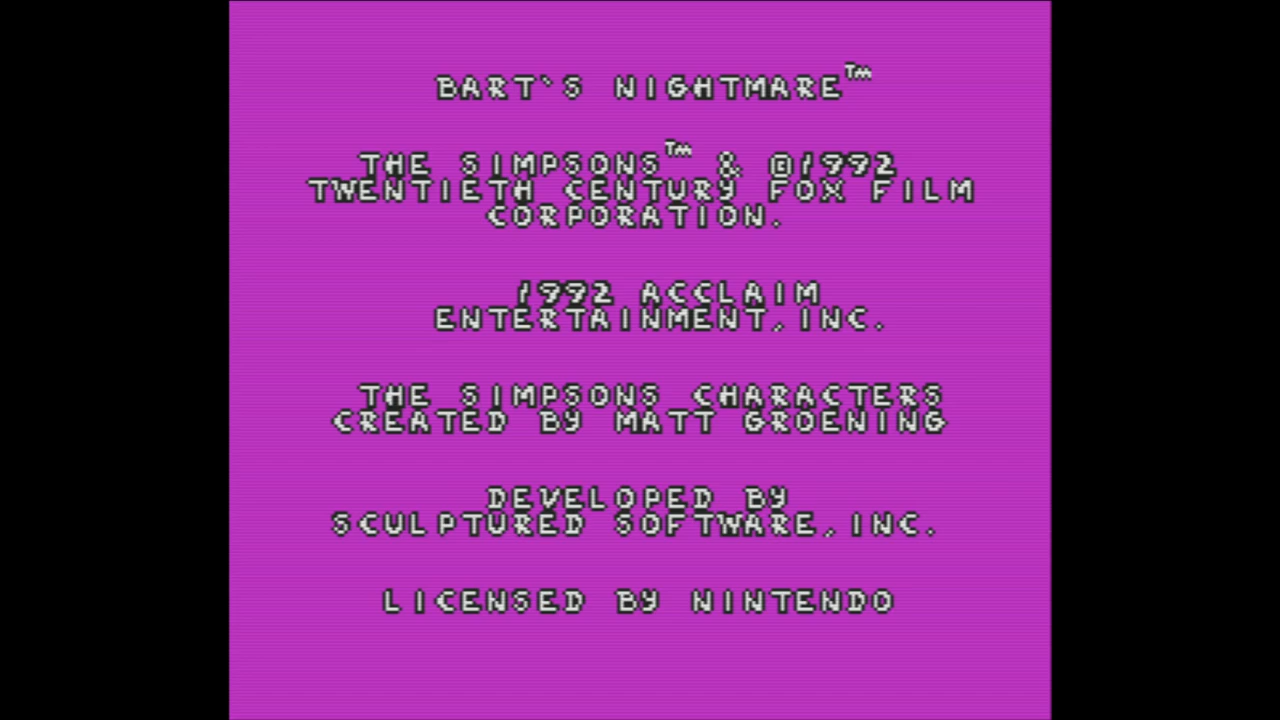 BART`S NIGHTMARE™
THE SIMPSONS™ & ©1992
TWENTIETH CENTURY FOX FILM
CORPORATION.
1992 ACCLAIM
ENTERTAINMENT,INC.
THE SIMPSONS CHARACTERS
CREATED BY MATT GROENING
DEVELOPED BY
SCULPTURED SOFTWARE,INC.
LICENSED BY NINTENDO